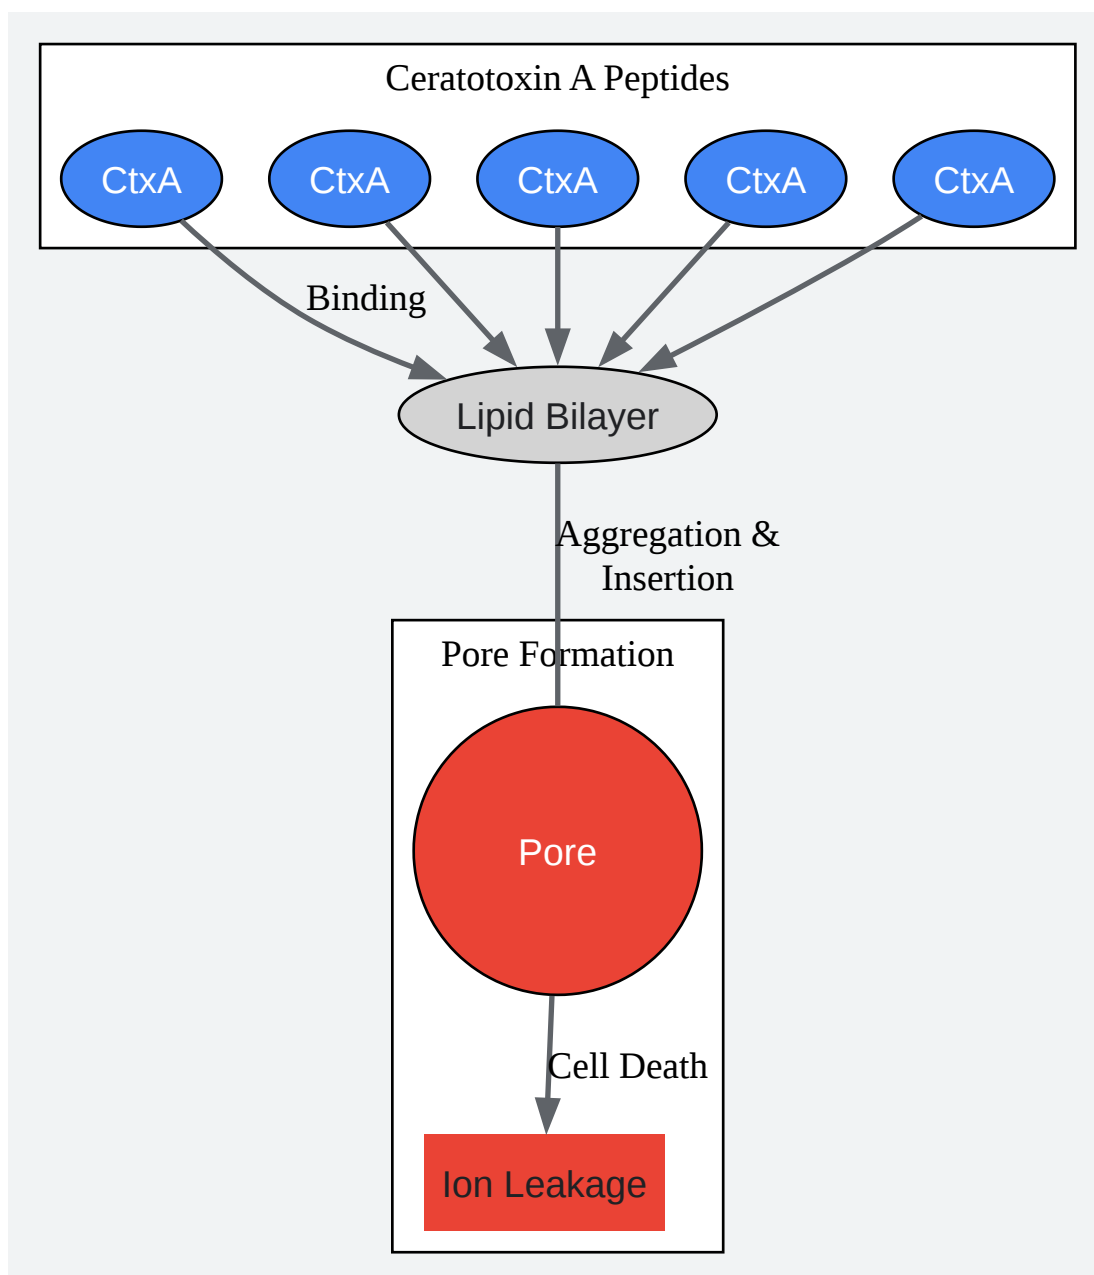 Ceratotoxin A Peptides
CtxA
CtxA
CtxA
CtxA
CtxA
Binding
Lipid Bilayer
Aggregation &
Insertion
Pore Formation
Pore
Cell Death
Ion Leakage